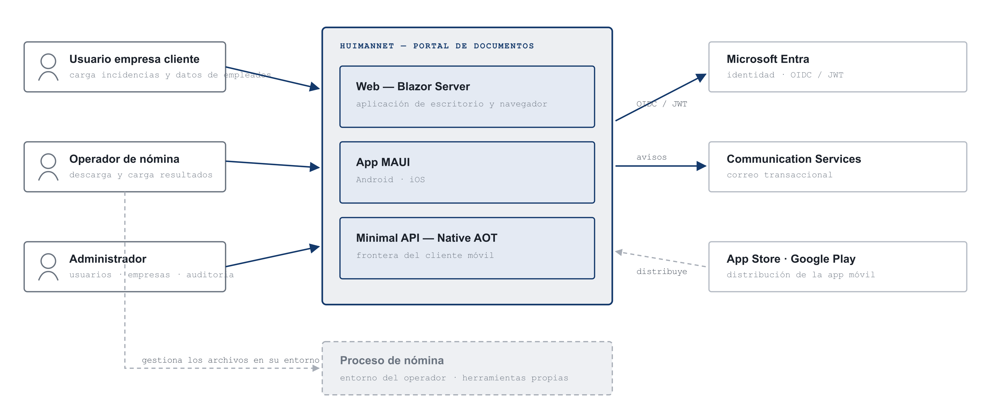 Usuario empresa cliente
carga incidencias y datos de empleados
Operador de nómina
descarga y carga resultados
Administrador
usuarios · empresas · auditoría
gestiona los archivos en su entorno
HUIMANNET — PORTAL DE DOCUMENTOS
Web — Blazor Server
aplicación de escritorio y navegador
App MAUI
Android · iOS
Minimal API — Native AOT
frontera del cliente móvil
Proceso de nómina
entorno del operador · herramientas propias
OIDC / JWT
avisos
distribuye
Microsoft Entra
identidad · OIDC / JWT
Communication Services
correo transaccional
App Store · Google Play
distribución de la app móvil